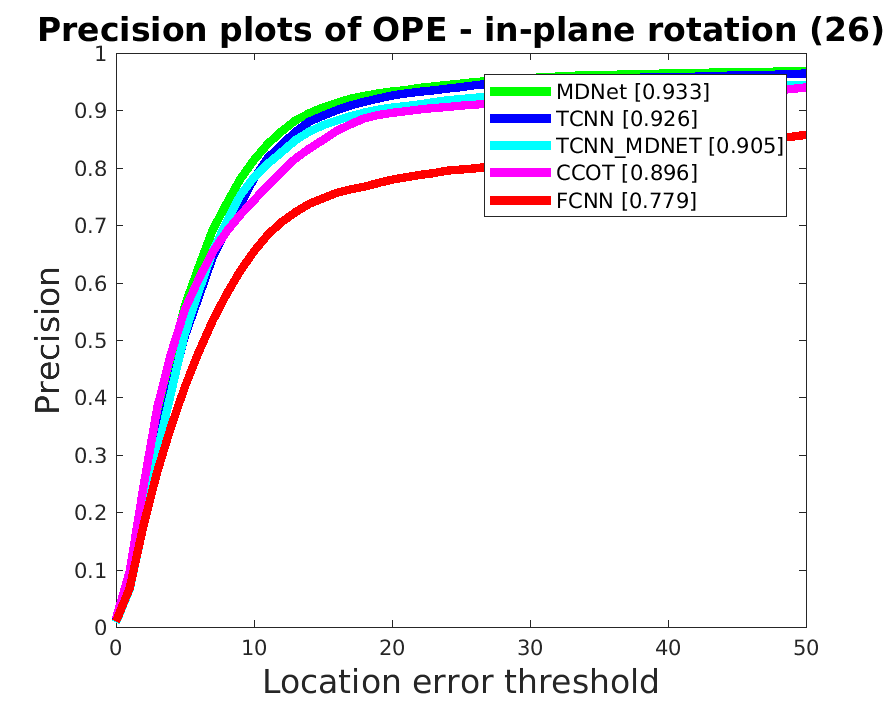 Precision plots of OPE - in-plane rotation (26)
1
0.9
0.8
0.7
0.6
0.5
0.4
0.3
0.2
0.1
0
Precision
MDNet [0.933]
TCNN [0.926]
TCNN_MDNET [0.905]
CCOT [0.896]
FCNN [0.779]
0 10 20 30 40 50
Location error threshold